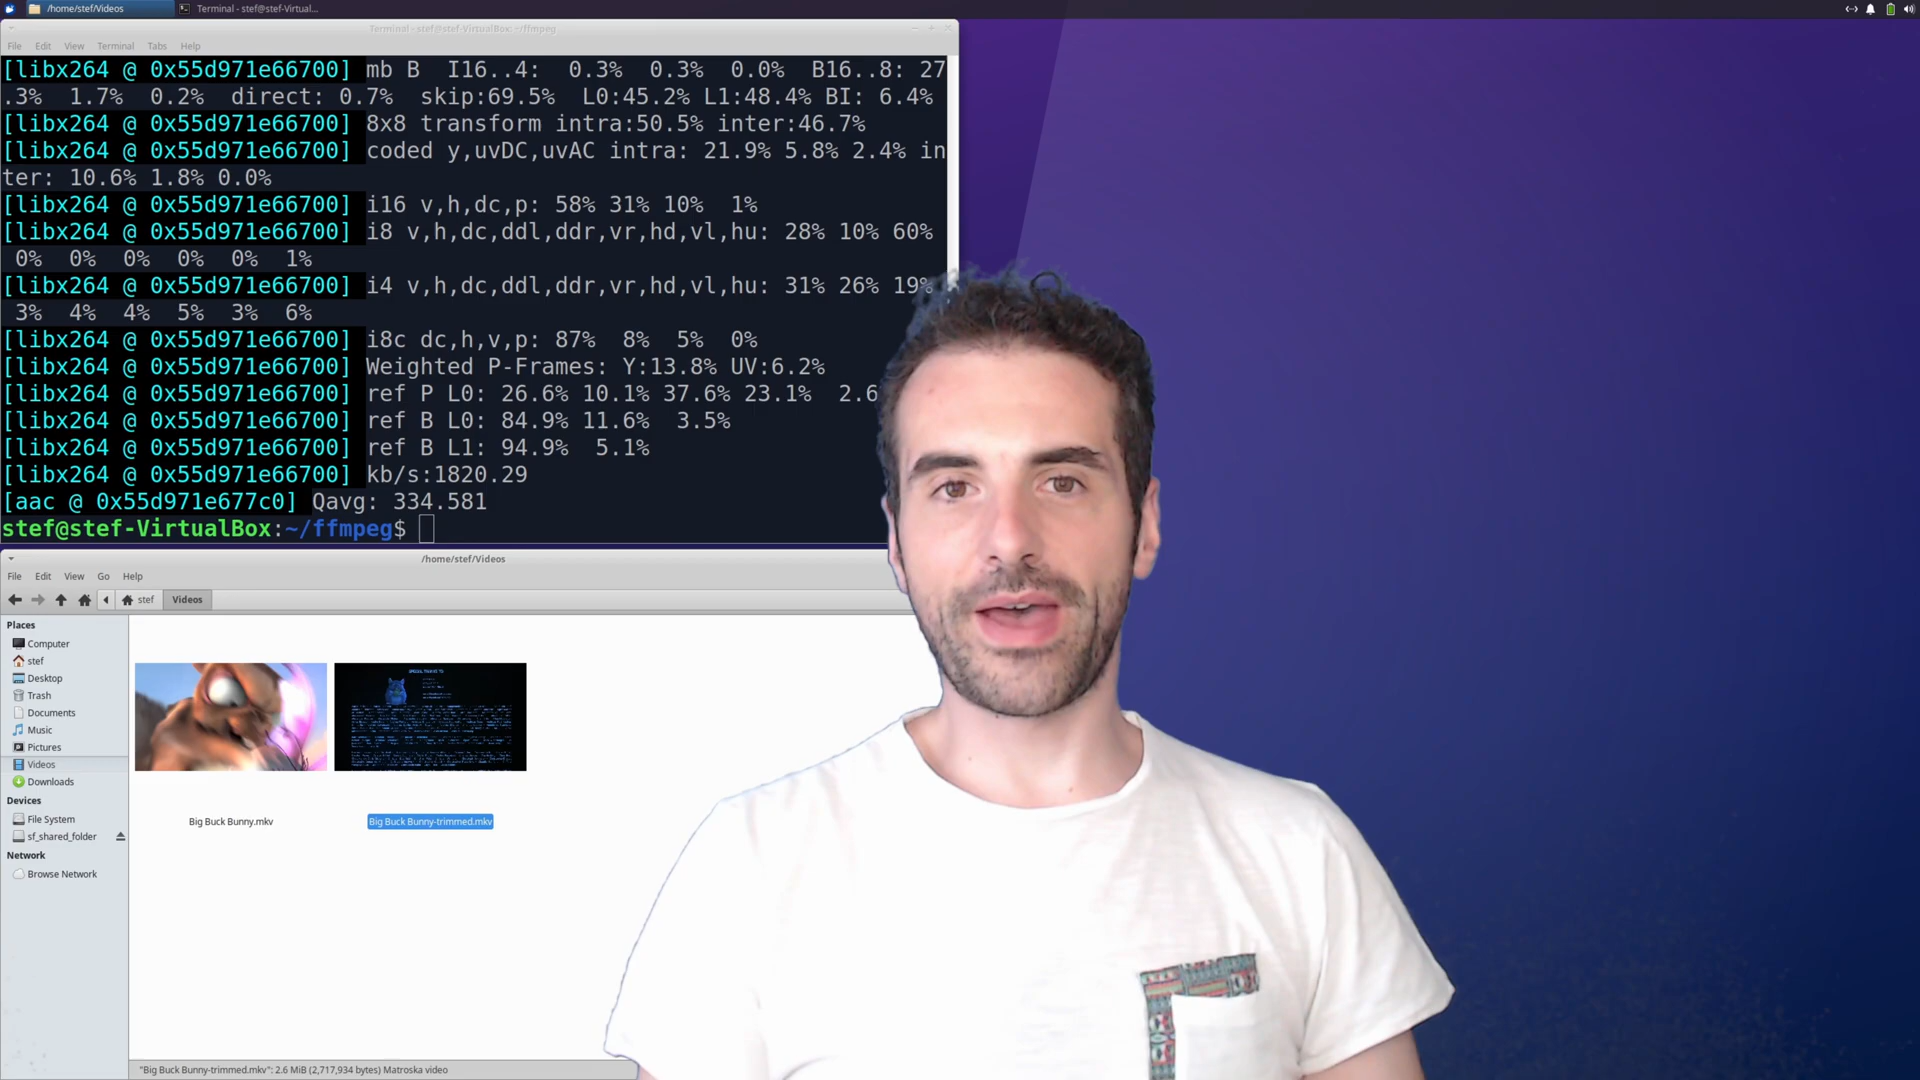 /home/stef/Videos
Terminal - stef@stef-Virtual...
Terminal - stef@stef-VirtualBox: ~/ffmpeg
File Edit View Terminal Tabs Help
[libx264 @ 0x55d971e66700] mb B I16..4: 0.3% 0.3% 0.0% B16..8: 27
.3% 1.7% 0.2% direct: 0.7% skip:69.5% L0:45.2% L1:48.4% BI: 6.4%
[libx264 @ 0x55d971e66700] 8x8 transform intra:50.5% inter:46.7%
[libx264 @ 0x55d971e66700] coded y,uvDC,uvAC intra: 21.9% 5.8% 2.4% in
ter: 10.6% 1.8% 0.0%
[libx264 @ 0x55d971e66700] i16 v,h,dc,p: 58% 31% 10% 1%
[libx264 @ 0x55d971e66700] i8 v,h,dc,ddl,ddr,vr,hd,vl,hu: 28% 10% 60%
0% 0% 0% 0% 0% 1%
[libx264 @ 0x55d971e66700] i4 v,h,dc,ddl,ddr,vr,hd,vl,hu: 31% 26% 19%
3% 4% 4% 5% 3% 6%
[libx264 @ 0x55d971e66700] i8c dc,h,v,p: 87% 8% 5% 0%
[libx264 @ 0x55d971e66700] Weighted P-Frames: Y:13.8% UV:6.2%
[libx264 @ 0x55d971e66700] ref P L0: 26.6% 10.1% 37.6% 23.1% 2.6
[libx264 @ 0x55d971e66700] ref B L0: 84.9% 11.6% 3.5%
[libx264 @ 0x55d971e66700] ref B L1: 94.9% 5.1%
[libx264 @ 0x55d971e66700] kb/s:1820.29
[aac @ 0x55d971e677c0] Qavg: 334.581
stef@stef-VirtualBox:~/ffmpeg$
/home/stef/Videos
File Edit View Go Help
stef Videos
Places
Computer
stef
Desktop
Trash
Documents
Music
Pictures
Videos
Downloads
Devices
File System
sf_shared_folder
Network
Browse Network
SPECIAL THANKS TO
Big Buck Bunny.mkv
Big Buck Bunny-trimmed.mkv
"Big Buck Bunny-trimmed.mkv": 2.6 MiB (2,717,934 bytes) Matroska video